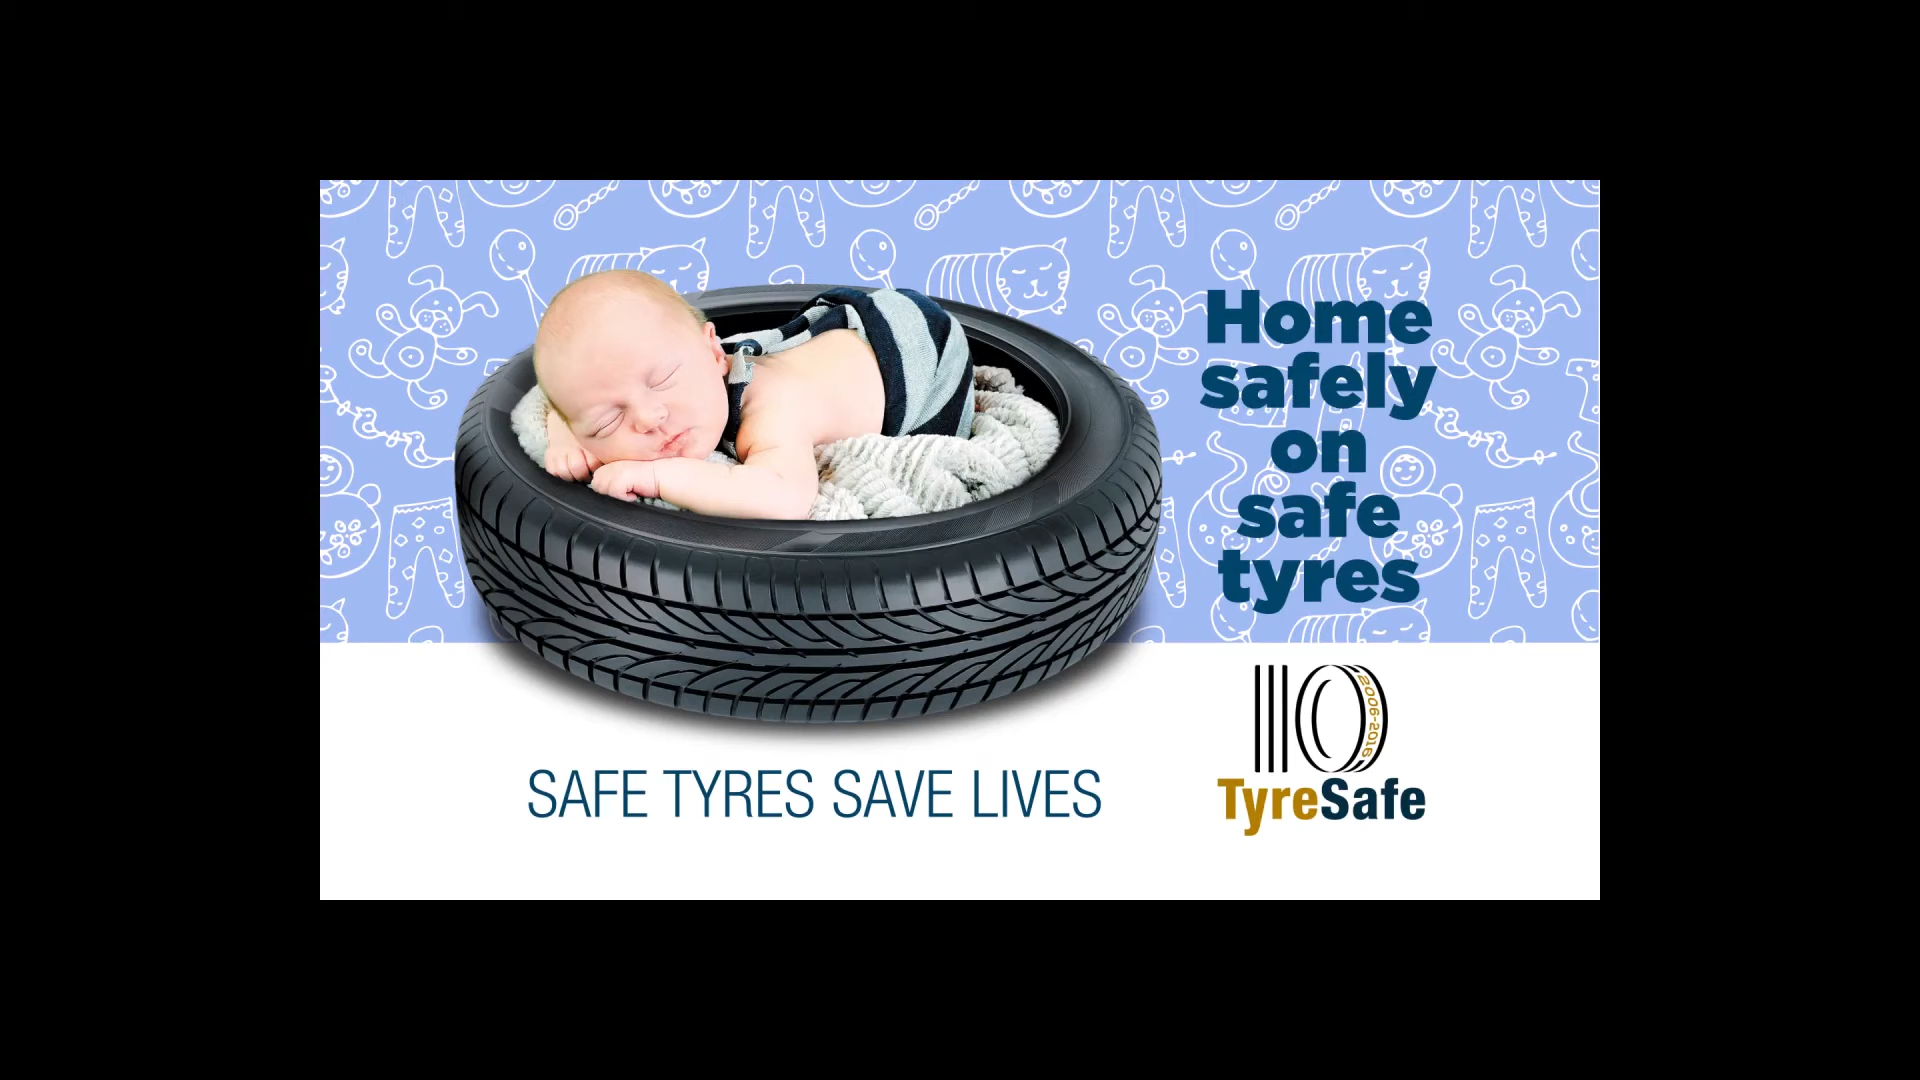 Home
safely
on
safe
tyres
2006-2016
TyreSafe
SAFE TYRES SAVE LIVES